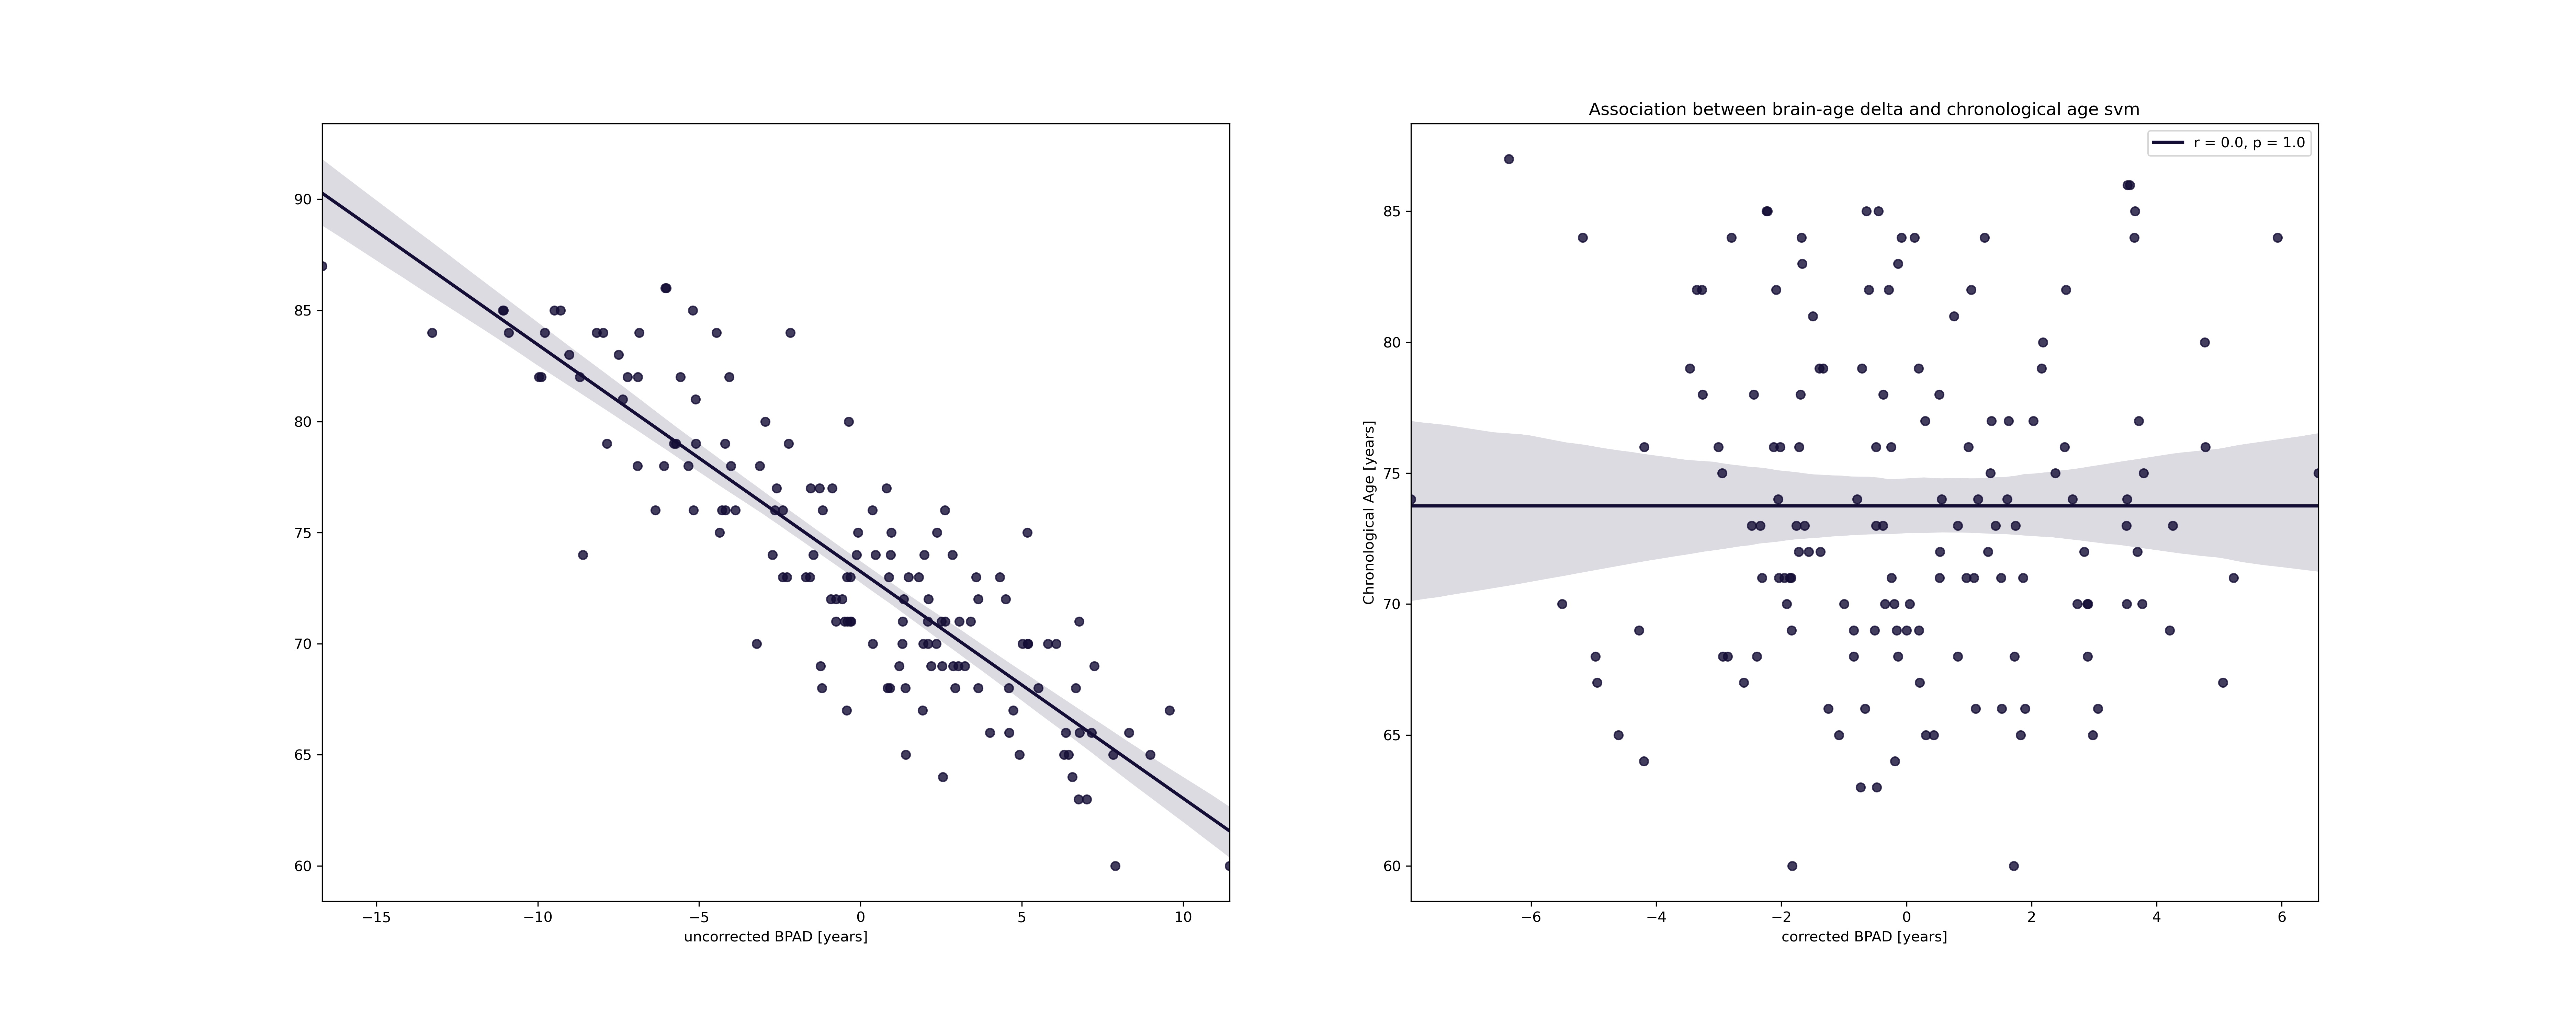 90
85
80
75
70
65
60
−15 −10 −5 0 5 10
uncorrected BPAD [years]
Association between brain-age delta and chronological age svm
r = 0.0, p = 1.0
Chronological Age [years]
85
80
75
70
65
60
−6 −4 −2 0 2 4 6
corrected BPAD [years]